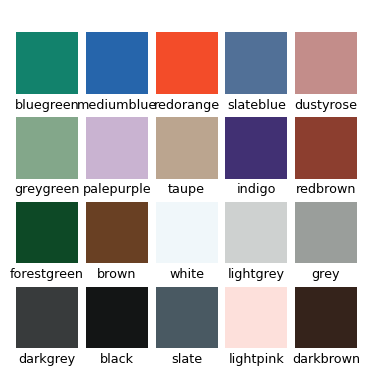 bluegreen mediumblue redorange slateblue dustyrose
greygreen palepurple taupe indigo redbrown
forestgreen brown white lightgrey grey
darkgrey black slate lightpink darkbrown